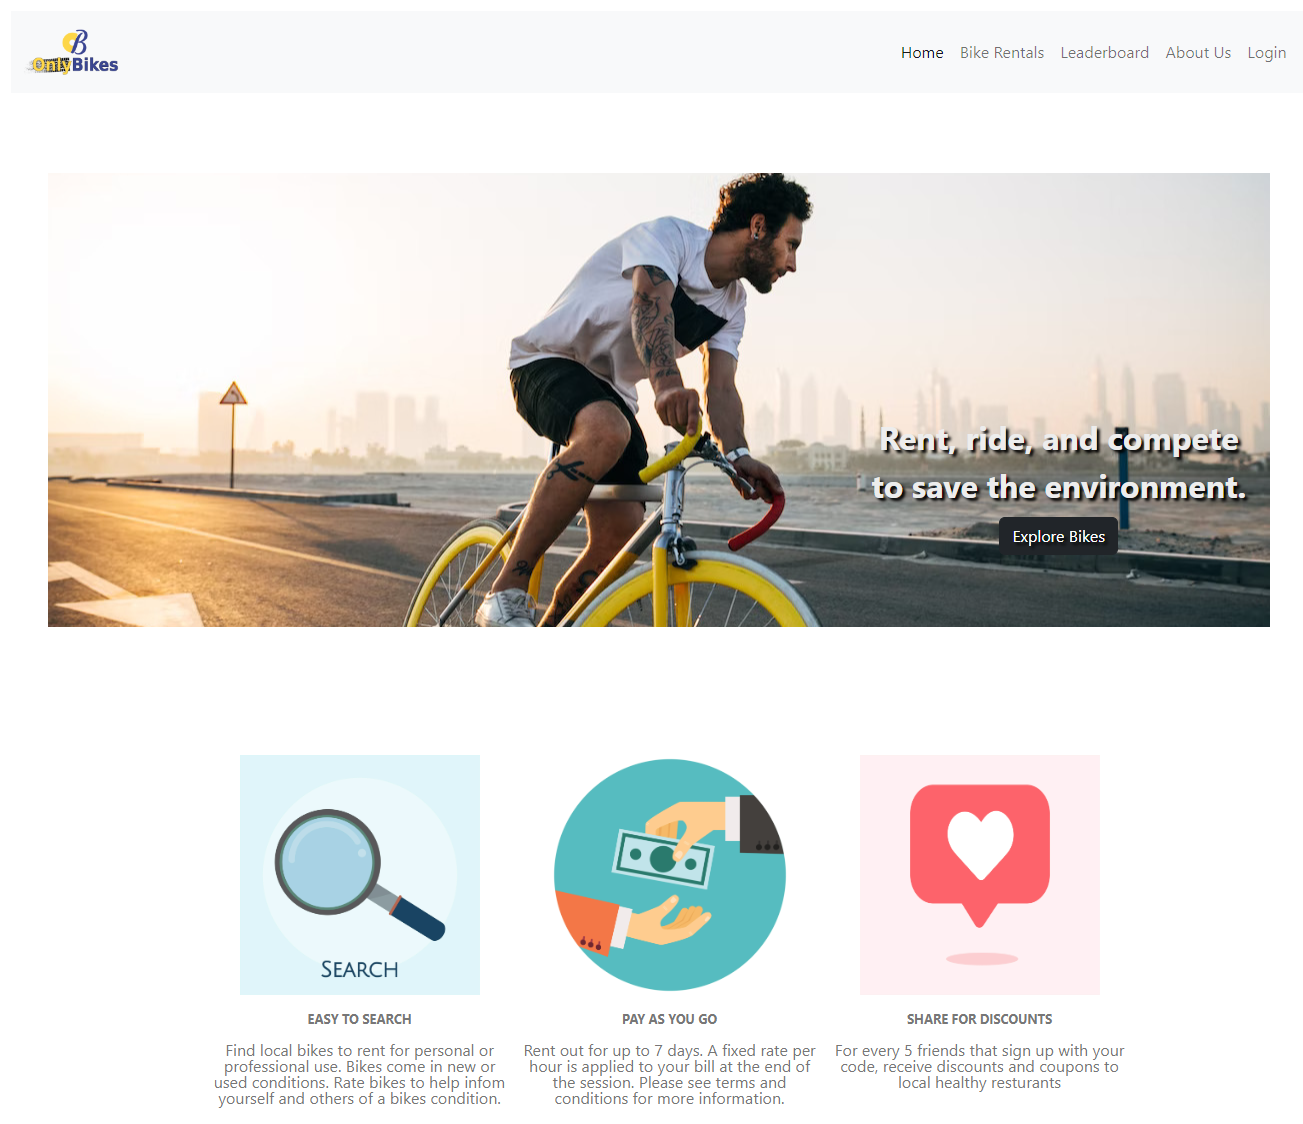 B
OnlyBikes
Home Bike Rentals Leaderboard About Us Login
Rent, ride, and compete
to save the environment.
Explore Bikes
SEARCH
EASY TO SEARCH
Find local bikes to rent for personal or
professional use. Bikes come in new or
used conditions. Rate bikes to help infom
yourself and others of a bikes condition.
PAY AS YOU GO
Rent out for up to 7 days. A fixed rate per
hour is applied to your bill at the end of
the session. Please see terms and
conditions for more information.
SHARE FOR DISCOUNTS
For every 5 friends that sign up with your
code, receive discounts and coupons to
local healthy resturants